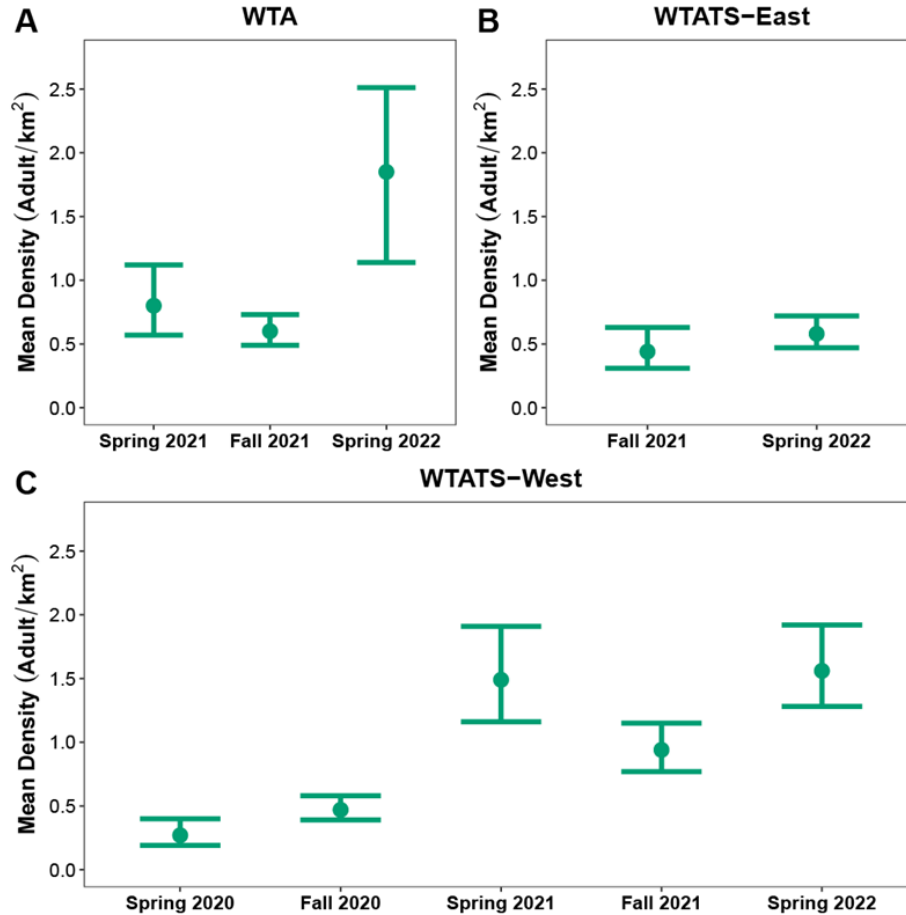 A
WTA
Mean Density (Adult/km²)
2.5
2.0
1.5
1.0
0.5
0.0
Spring 2021 Fall 2021 Spring 2022
B
WTATS−East
Mean Density (Adult/km²)
2.5
2.0
1.5
1.0
0.5
0.0
Fall 2021 Spring 2022
C
WTATS−West
Mean Density (Adult/km²)
2.5
2.0
1.5
1.0
0.5
0.0
Spring 2020 Fall 2020 Spring 2021 Fall 2021 Spring 2022